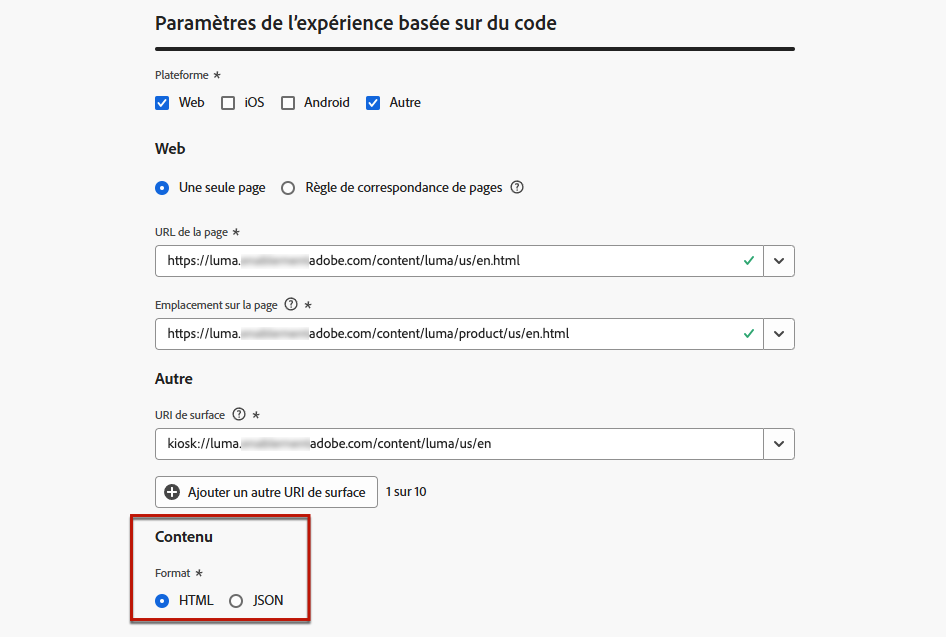 Paramètres de l’expérience basée sur du code
Plateforme *
Web iOS Android Autre
Web
Une seule page Règle de correspondance de pages ?
URL de la page *
https://luma. adobe.com/content/luma/us/en.html
Emplacement sur la page ? *
https://luma. adobe.com/content/luma/product/us/en.html
Autre
URI de surface ? *
kiosk://luma. adobe.com/content/luma/us/en
Ajouter un autre URI de surface 1 sur 10
Contenu
Format *
HTML JSON